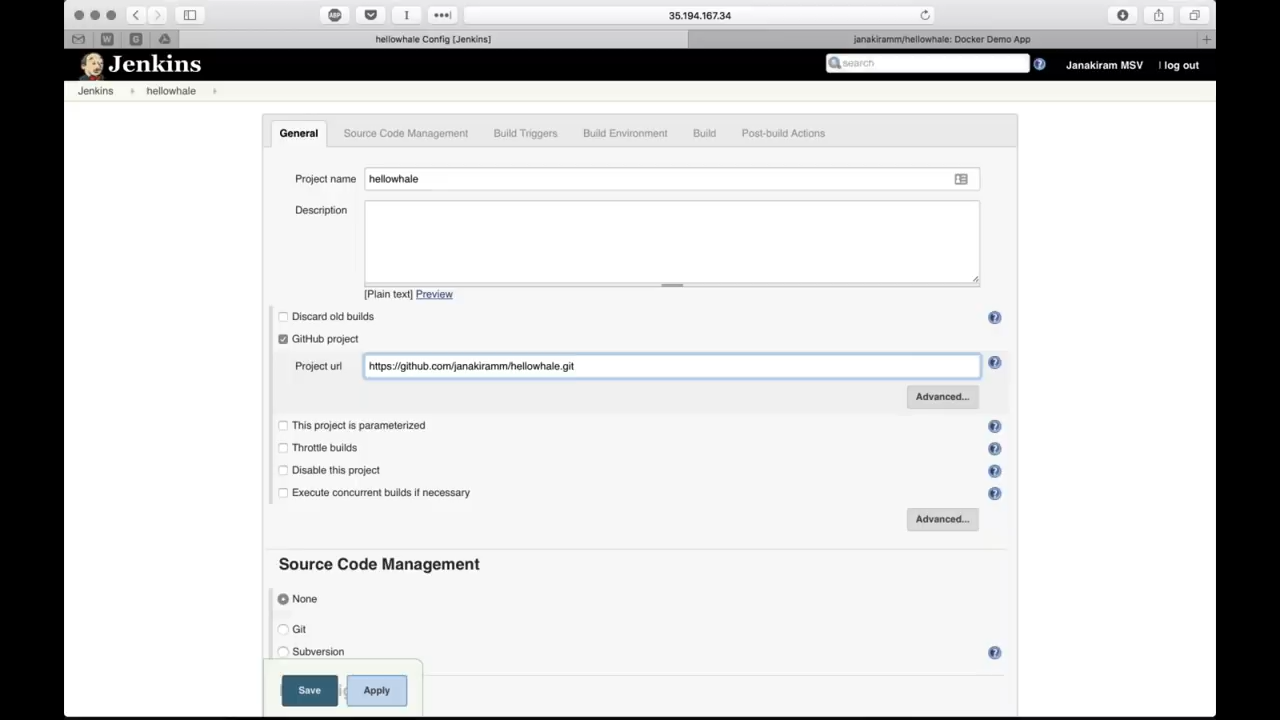 35.194.167.34
ABP
hellowhale Config [Jenkins]
janakiramm/hellowhale: Docker Demo App
Jenkins
search
Janakiram MSV
log out
Jenkins
hellowhale
General
Source Code Management
Build Triggers
Build Environment
Build
Post-build Actions
Project name
hellowhale
Description
[Plain text] Preview
Discard old builds
GitHub project
Project url
https://github.com/janakiramm/hellowhale.git
Advanced...
This project is parameterized
Throttle builds
Disable this project
Execute concurrent builds if necessary
Advanced...
Source Code Management
None
Git
Subversion
Save
Apply